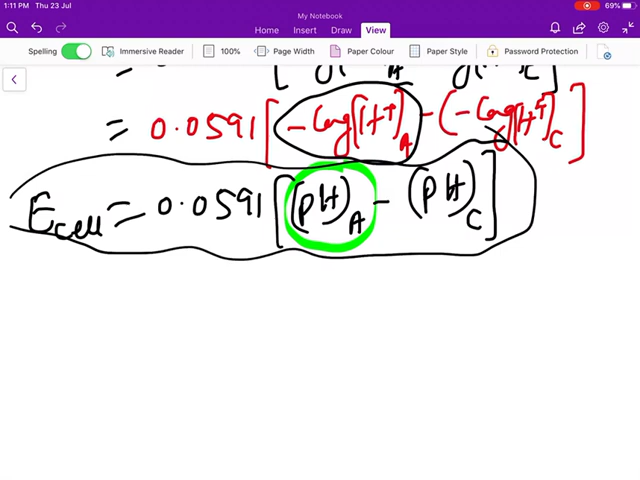 1:11 PM Thu 23 Jul
My Notebook
69%
Home Insert Draw View
Spelling Immersive Reader 100% Page Width Paper Colour Paper Style Password Protection
= 0.0591 [-log[H+]A - (-log[H+]C]
Ecell = 0.0591 [(pH)A - (pH)C]